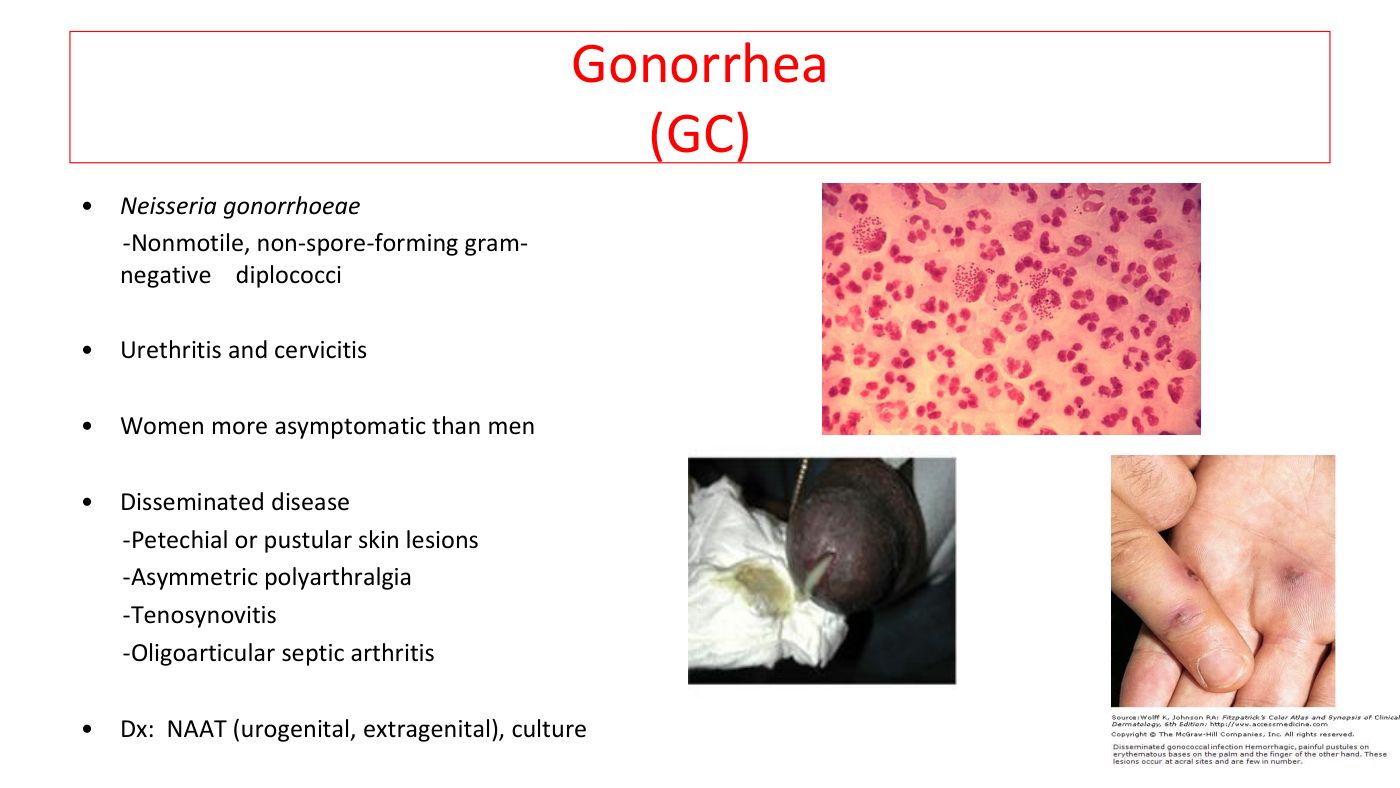 Gonorrhea
(GC)
• Neisseria gonorrhoeae
-Nonmotile, non-spore-forming gram-
negative diplococci
• Urethritis and cervicitis
• Women more asymptomatic than men
• Disseminated disease
-Petechial or pustular skin lesions
-Asymmetric polyarthralgia
-Tenosynovitis
-Oligoarticular septic arthritis
• Dx: NAAT (urogenital, extragenital), culture
Source: Wolff K, Johnson RA: Fitzpatrick's Color Atlas and Synopsis of Clinical
Dermatology, 6th Edition: http://www.accessmedicine.com
Copyright © The McGraw-Hill Companies, Inc. All rights reserved.
Disseminated gonococcal infection Hemorrhagic, painful pustules on
erythematous bases on the palm and the finger of the other hand. These
lesions occur at acral sites and are few in number.